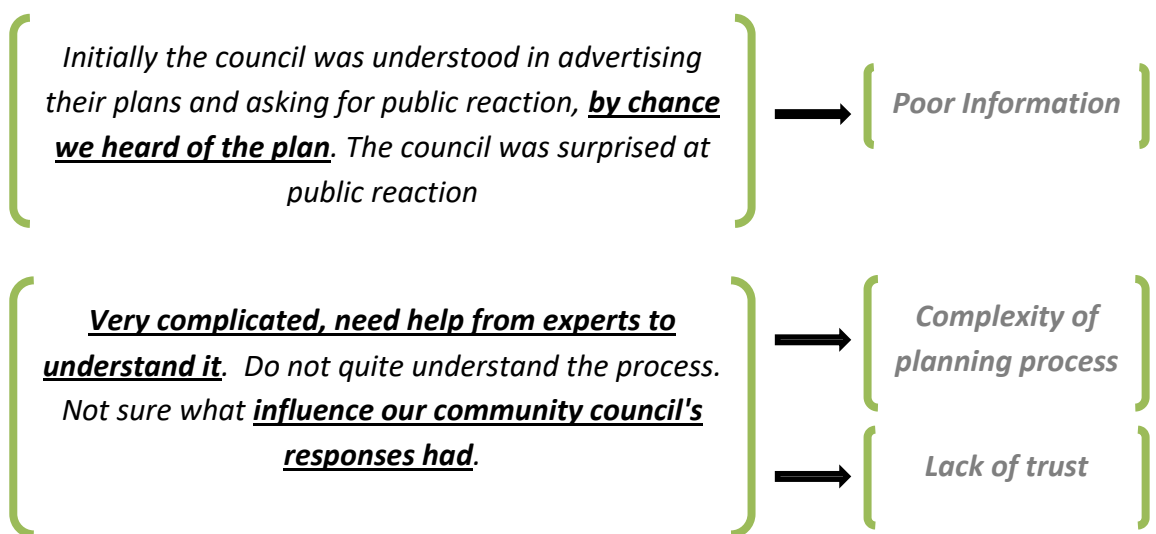 Initially the council was understood in advertising
their plans and asking for public reaction, by chance
we heard of the plan. The council was surprised at
public reaction
Poor Information
Very complicated, need help from experts to
understand it.  Do not quite understand the process.
Not sure what influence our community council's
responses had.
Complexity of
planning process
Lack of trust